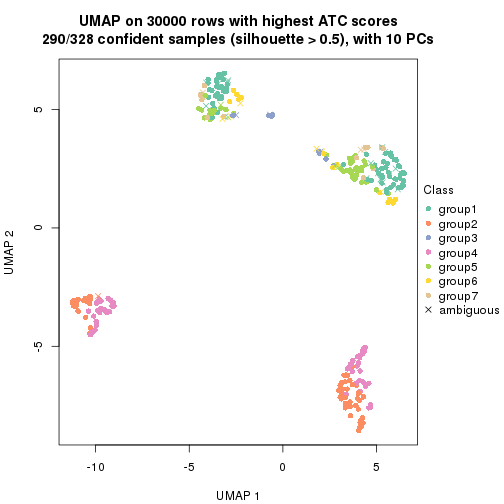 UMAP on 30000 rows with highest ATC scores
290/328 confident samples (silhouette > 0.5), with 10 PCs
5
0
-5
UMAP 2
-10
-5
0
5
UMAP 1
Class
group1
group2
group3
group4
group5
group6
group7
ambiguous